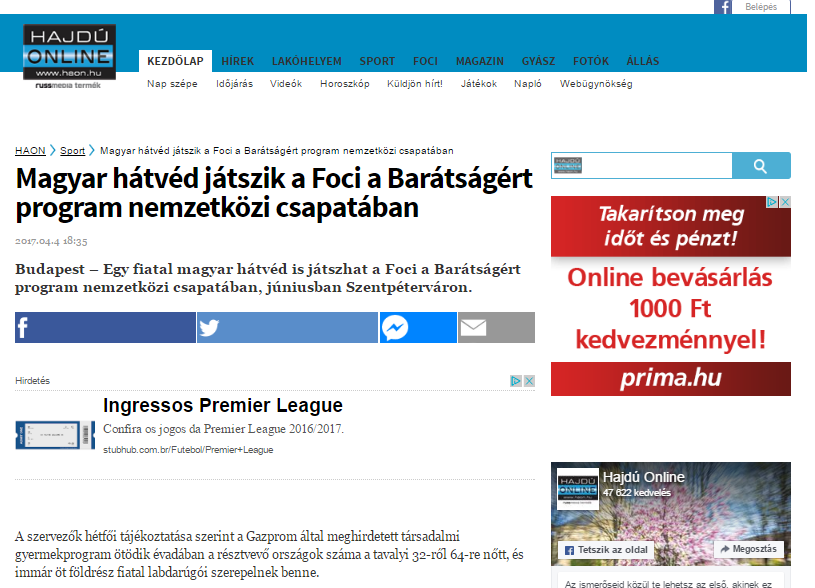 Belépés
HAJDÚ
ONLINE
www.haon.hu
russmedia termék
KEZDŐLAP HÍREK LAKÓHELYEM SPORT FOCI MAGAZIN GYÁSZ FOTÓK ÁLLÁS
Nap szépe Időjárás Videók Horoszkóp Küldjön hírt! Játékok Napló Webügynökség
HAON Sport Magyar hátvéd játszik a Foci a Barátságért program nemzetközi csapatában
Magyar hátvéd játszik a Foci a Barátságért
program nemzetközi csapatában
2017.04.4 18:35
Budapest – Egy fiatal magyar hátvéd is játszhat a Foci a Barátságért
program nemzetközi csapatában, júniusban Szentpéterváron.
Hirdetés
Ingressos Premier League
Confira os jogos da Premier League 2016/2017.
stubhub.com.br/Futebol/Premier+League
A szervezők hétfői tájékoztatása szerint a Gazprom által meghirdetett társadalmi
gyermekprogram ötödik évadában a résztvevő országok száma a tavalyi 32-ről 64-re nőtt, és
immár öt földrész fiatal labdarúgói szerepelnek benne.
HAJDÚ
ONLINE
Takarítson meg
időt és pénzt!
Online bevásárlás
1000 Ft
kedvezménnyel!
prima.hu
HAJDÚ
ONLINE
www.haon.hu
Hajdú Online
47 622 kedvelés
Tetszik az oldal
Megosztás
Az ismerőseid közül te lehetsz az első, akinek ez